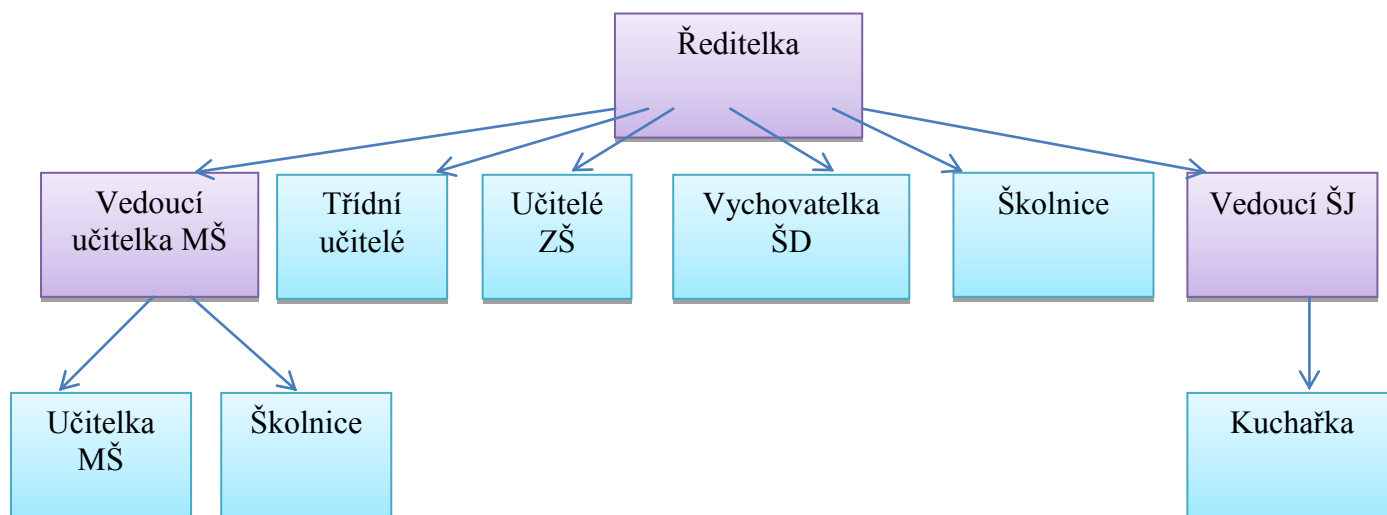 Ředitelka
Vedoucí
učitelka MŠ
Třídní
učitelé
Učitelé
ZŠ
Vychovatelka
ŠD
Školnice
Vedoucí ŠJ
Učitelka
MŠ
Školnice
Kuchařka